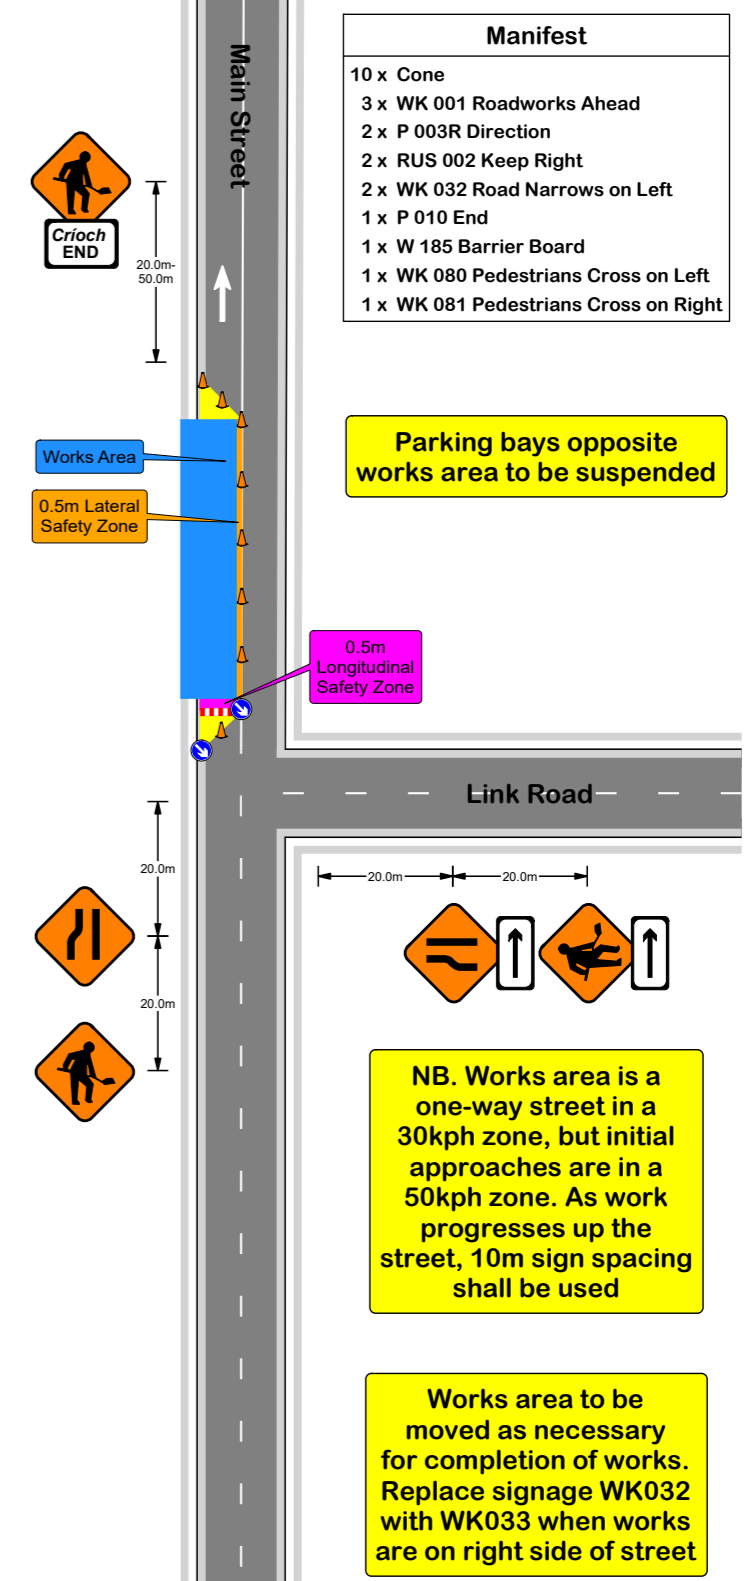 Main Street
Manifest
10 x Cone
3 x WK 001 Roadworks Ahead
2 x P 003R Direction
2 x RUS 002 Keep Right
2 x WK 032 Road Narrows on Left
1 x P 010 End
1 x W 185 Barrier Board
1 x WK 080 Pedestrians Cross on Left
1 x WK 081 Pedestrians Cross on Right
Críoch
END
20.0m-
50.0m
Parking bays opposite
works area to be suspended
Works Area
0.5m Lateral
Safety Zone
0.5m
Longitudinal
Safety Zone
Link Road
20.0m
20.0m
20.0m
20.0m
NB. Works area is a
one-way street in a
30kph zone, but initial
approaches are in a
50kph zone. As work
progresses up the
street, 10m sign spacing
shall be used
Works area to be
moved as necessary
for completion of works.
Replace signage WK032
with WK033 when works
are on right side of street